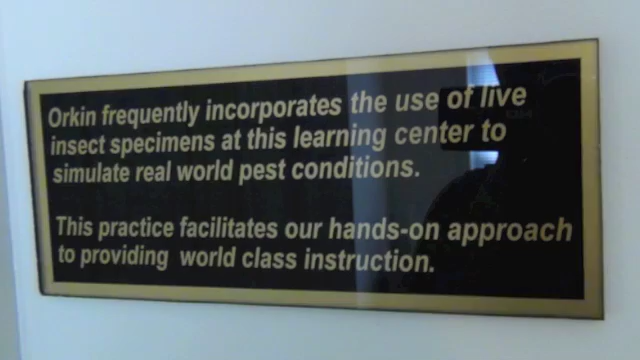 Orkin frequently incorporates the use of live
insect specimens at this learning center to
simulate real world pest conditions.
This practice facilitates our hands-on approach
to providing world class instruction.